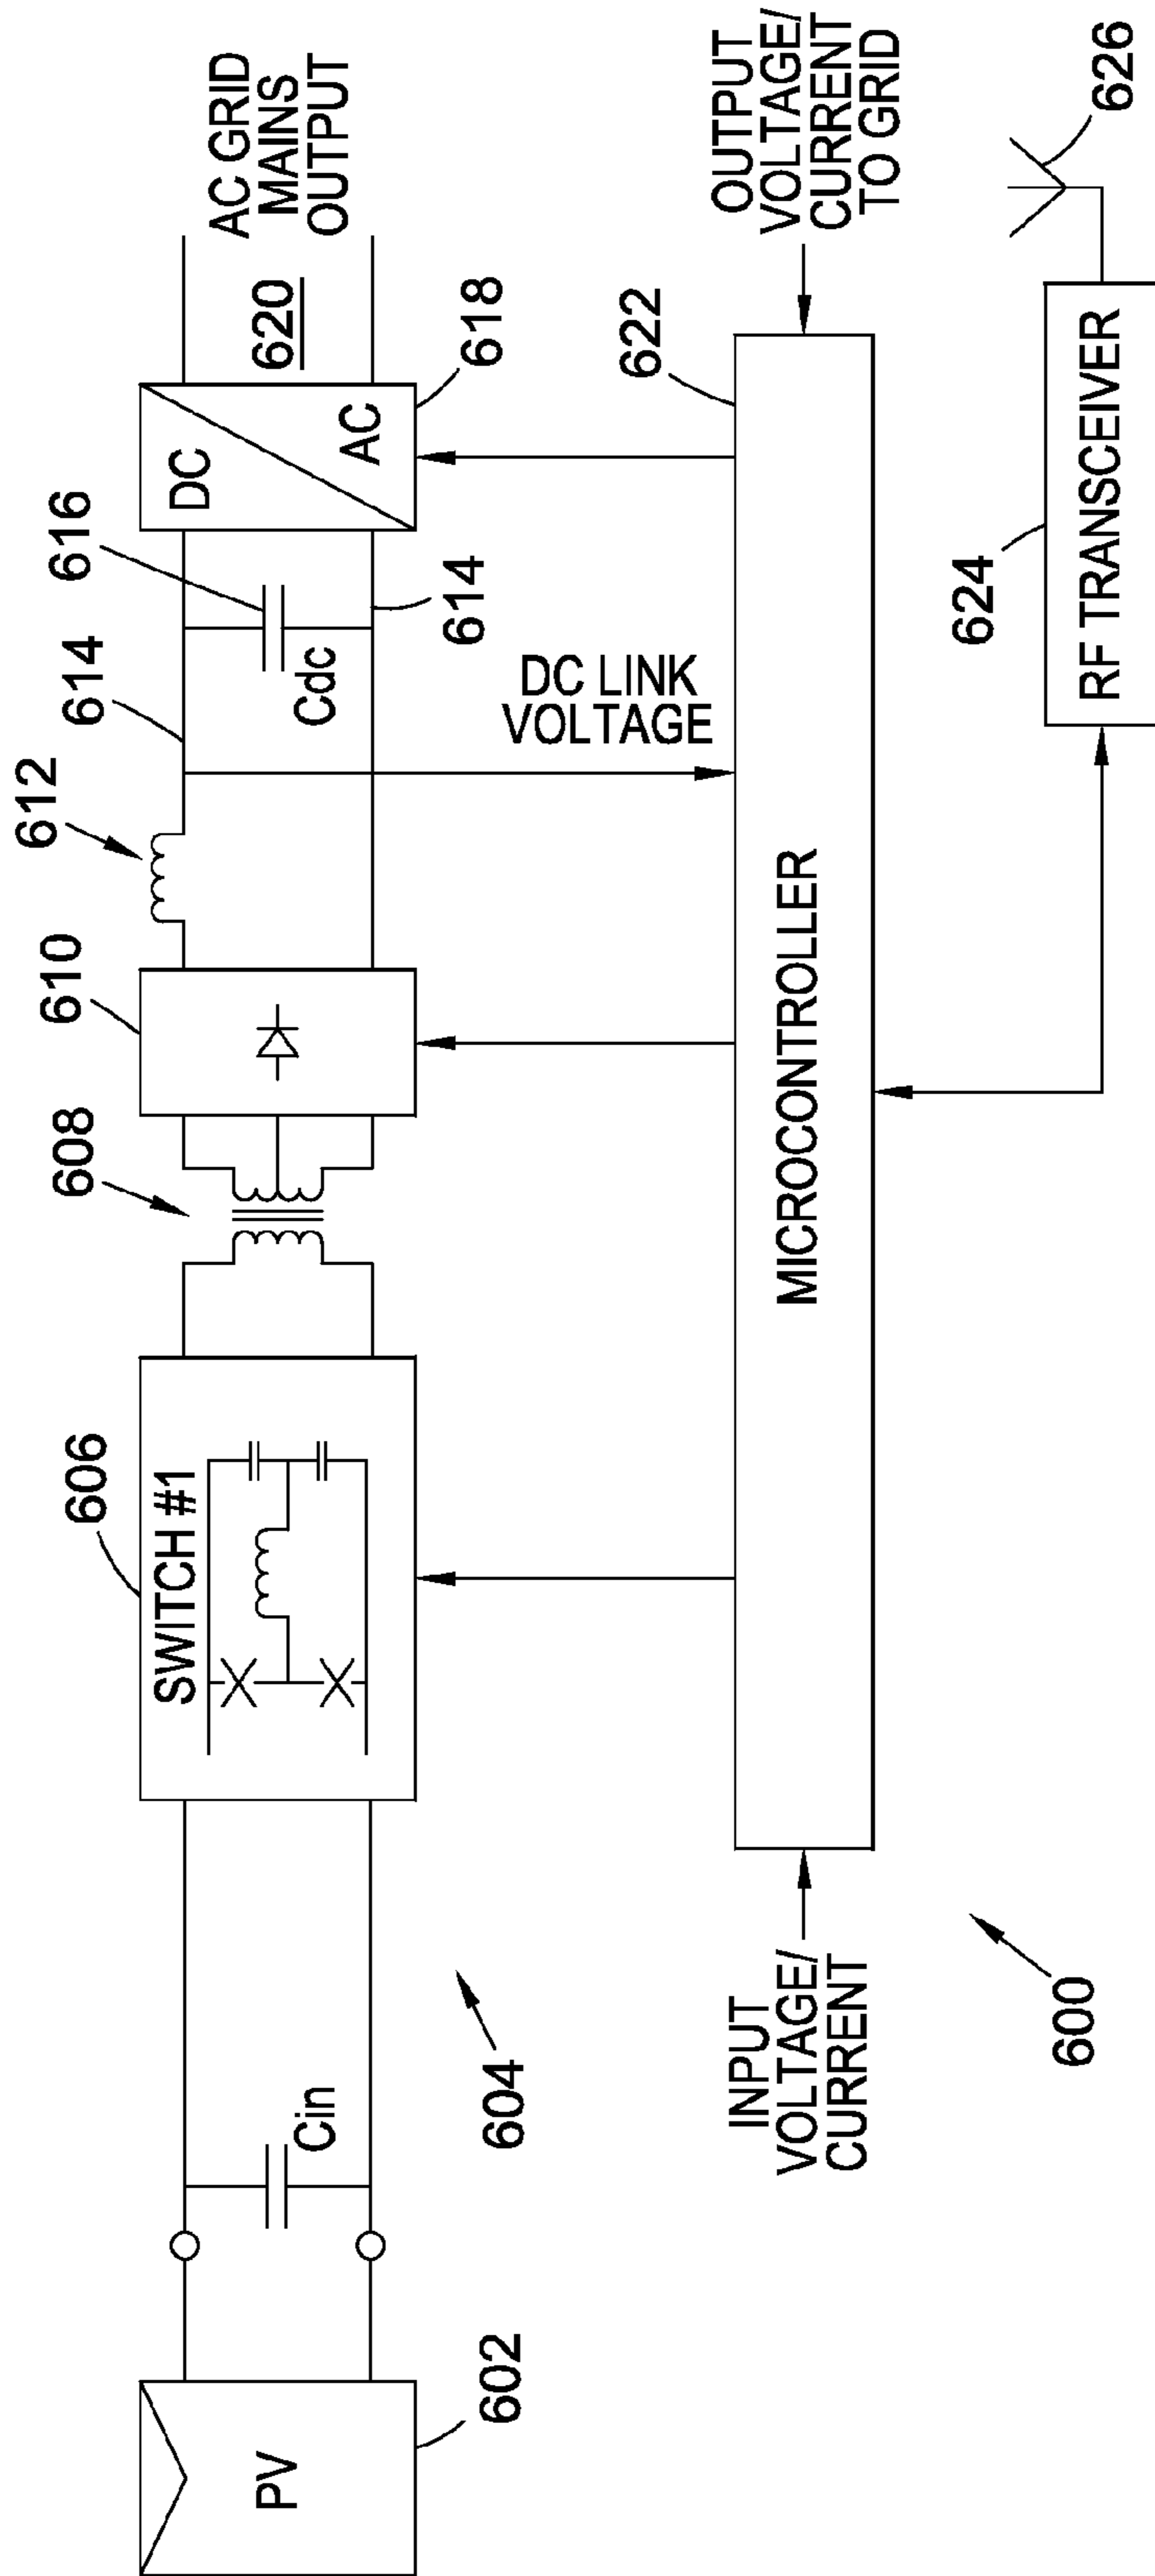 606
608
610
612
614
616
AC GRID
MAINS
OUTPUT
SWITCH #1
DC
AC
620
618
PV
602
Cin
604
Cdc
614
DC LINK
VOLTAGE
622
INPUT
VOLTAGE/
CURRENT
MICROCONTROLLER
OUTPUT
VOLTAGE/
CURRENT
TO GRID
600
624
RF TRANSCEIVER
626